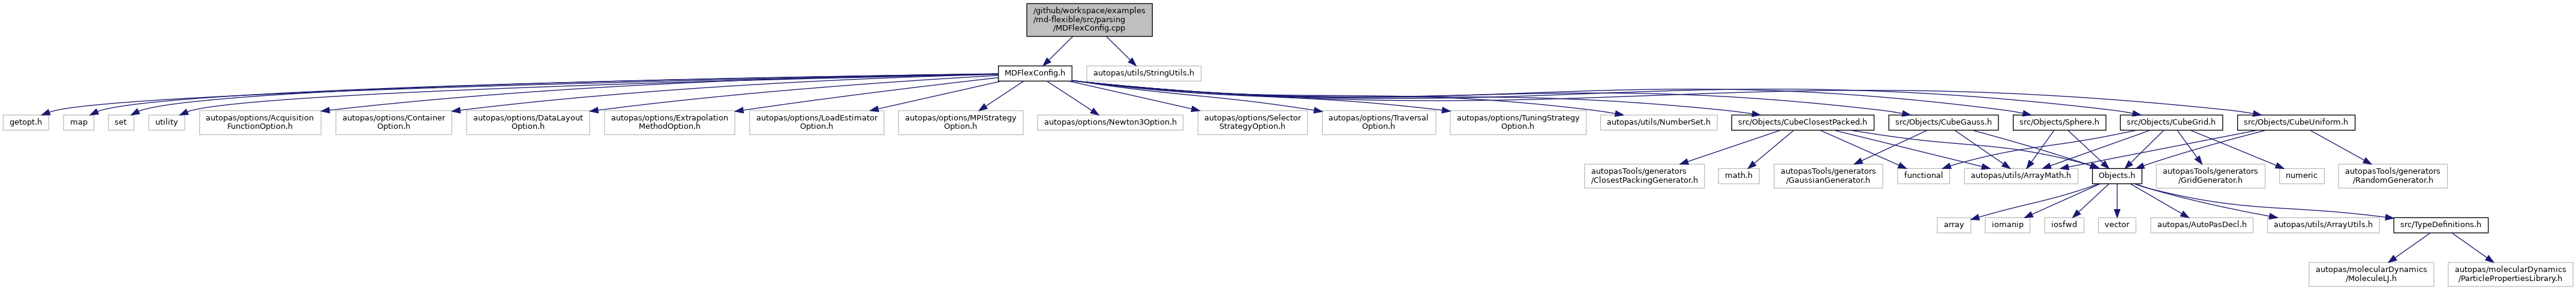 /github/workspace/examples
/md-flexible/src/parsing
/MDFlexConfig.cpp
MDFlexConfig.h
autopas/utils/StringUtils.h
getopt.h
map
set
utility
autopas/options/Acquisition
FunctionOption.h
autopas/options/Container
Option.h
autopas/options/DataLayout
Option.h
autopas/options/Extrapolation
MethodOption.h
autopas/options/LoadEstimator
Option.h
autopas/options/MPIStrategy
Option.h
autopas/options/Newton3Option.h
autopas/options/Selector
StrategyOption.h
autopas/options/Traversal
Option.h
autopas/options/TuningStrategy
Option.h
autopas/utils/NumberSet.h
src/Objects/CubeClosestPacked.h
src/Objects/CubeGauss.h
src/Objects/Sphere.h
src/Objects/CubeGrid.h
src/Objects/CubeUniform.h
autopasTools/generators
/ClosestPackingGenerator.h
math.h
autopasTools/generators
/GaussianGenerator.h
functional
autopas/utils/ArrayMath.h
Objects.h
autopasTools/generators
/GridGenerator.h
numeric
autopasTools/generators
/RandomGenerator.h
array
iomanip
iosfwd
vector
autopas/AutoPasDecl.h
autopas/utils/ArrayUtils.h
src/TypeDefinitions.h
autopas/molecularDynamics
/MoleculeLJ.h
autopas/molecularDynamics
/ParticlePropertiesLibrary.h